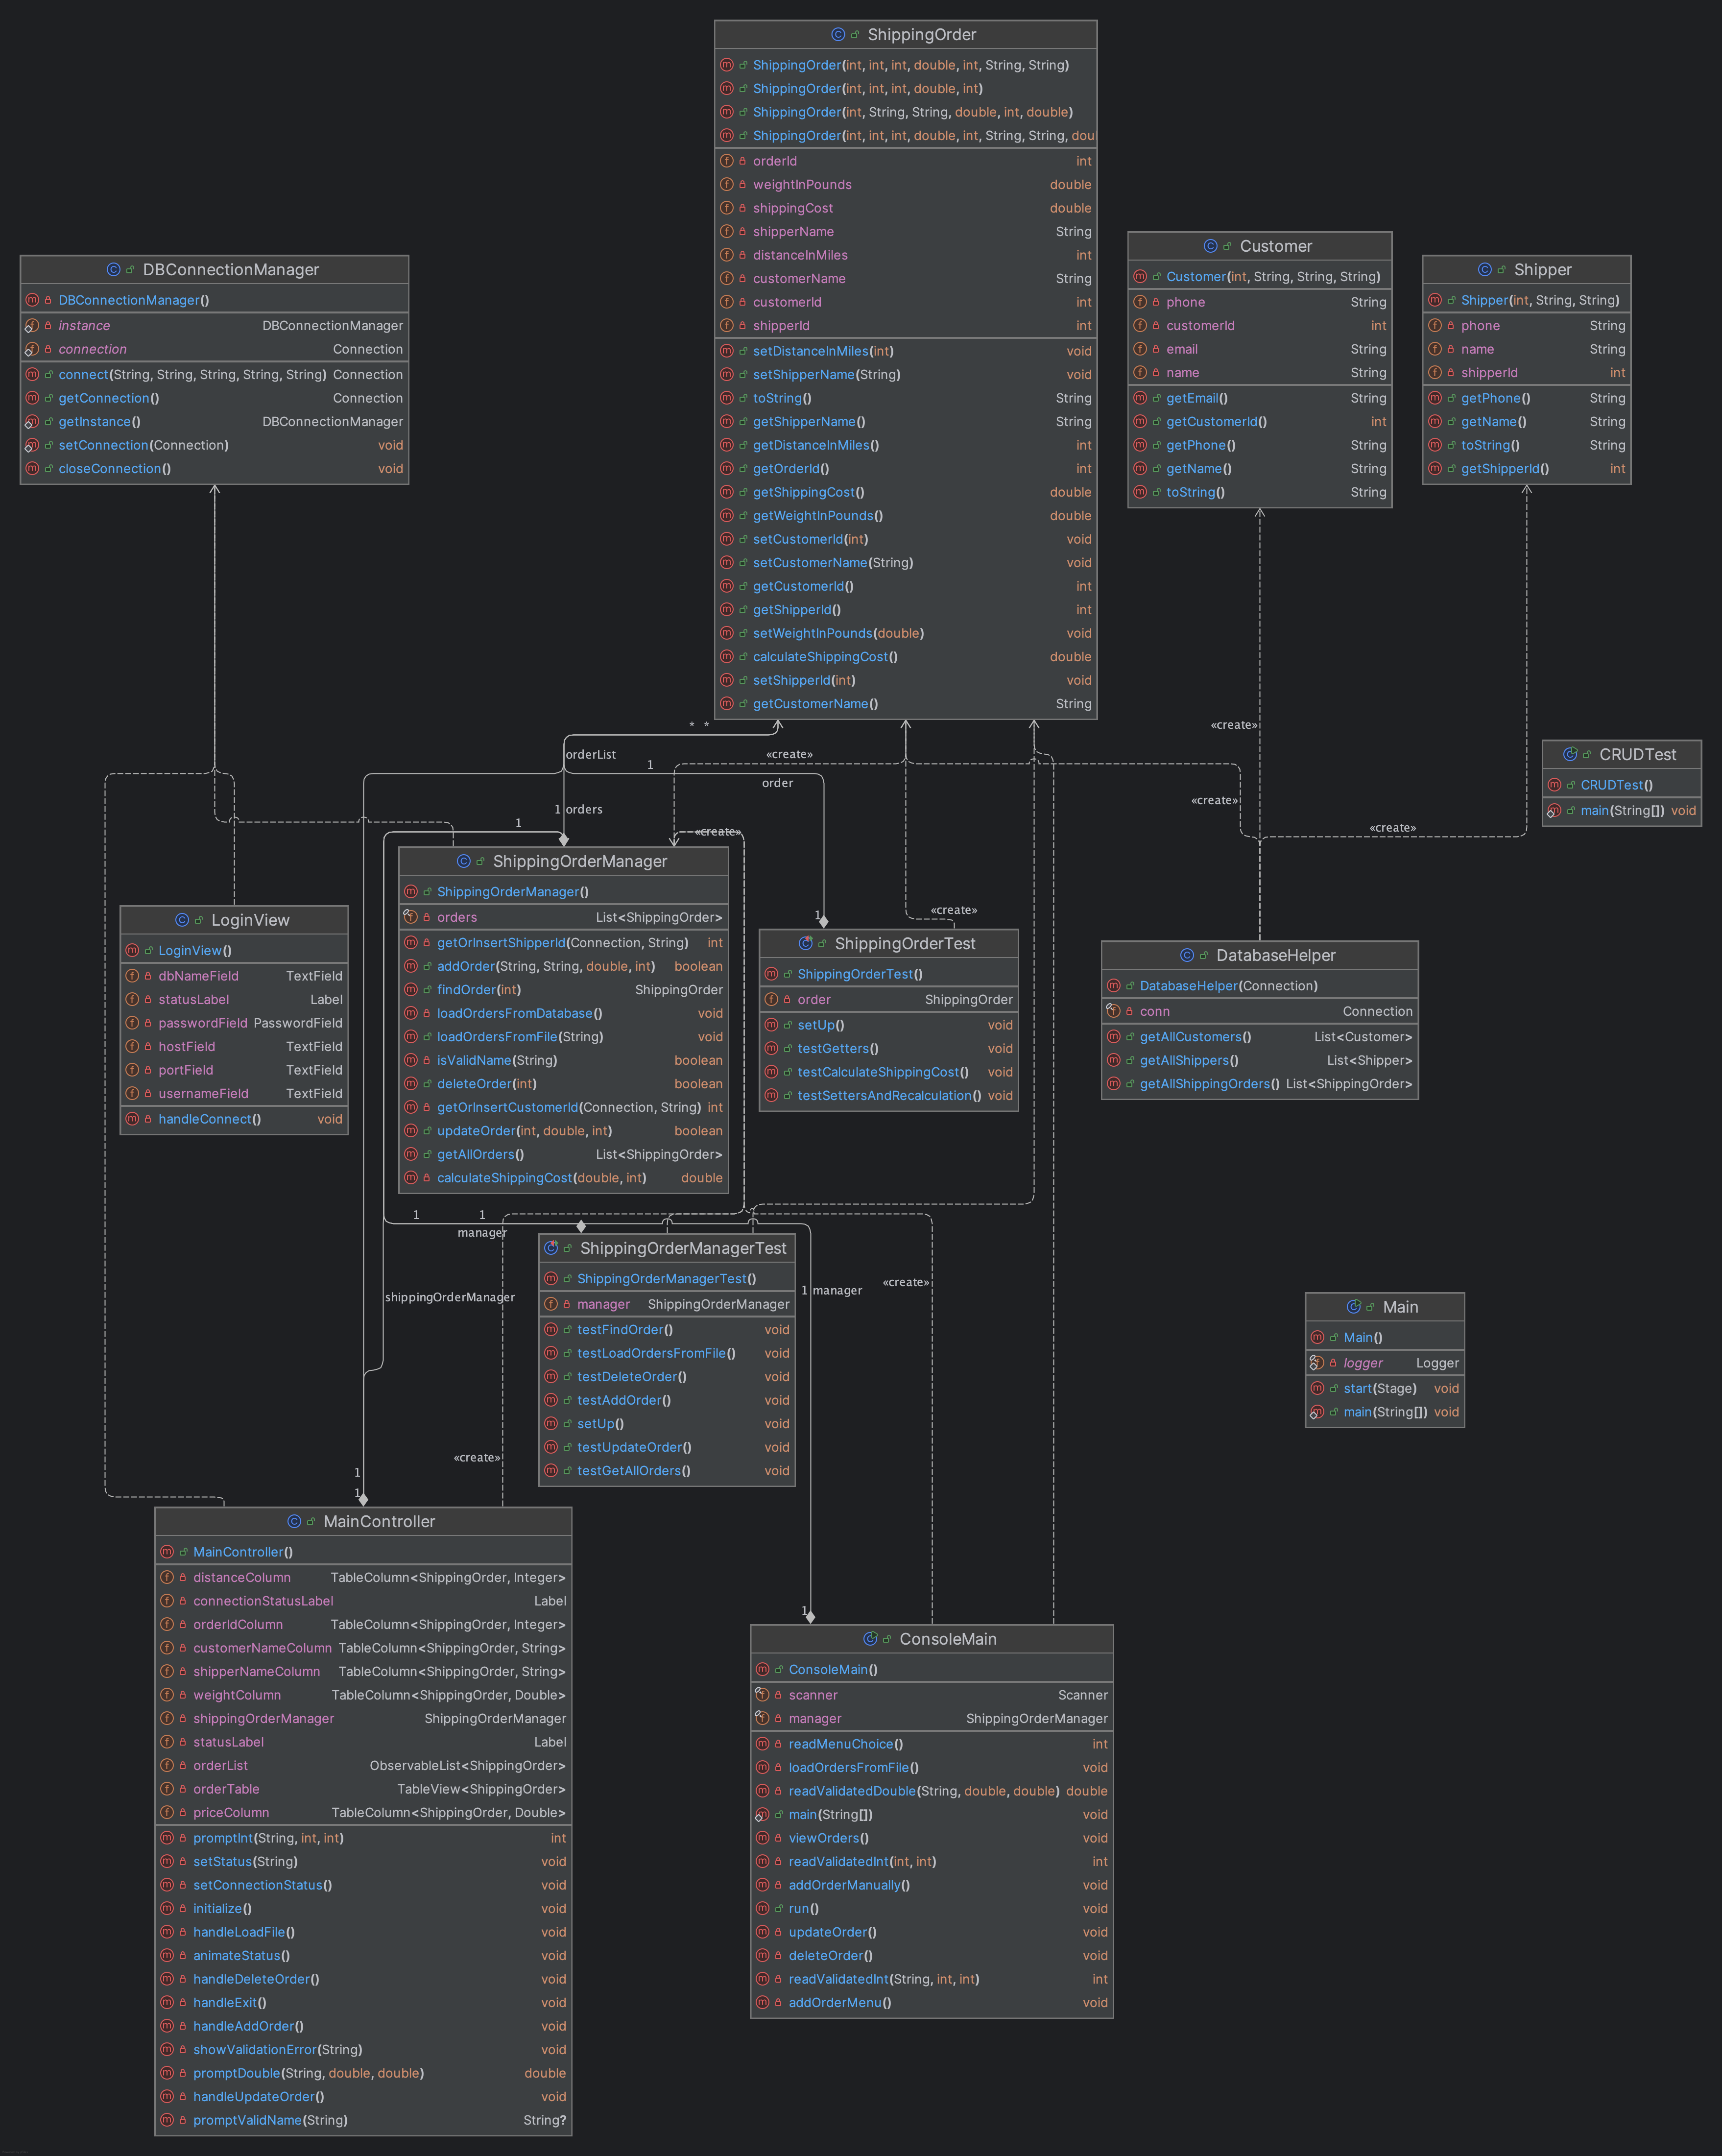 ShippingOrder
ShippingOrder(int, int, int, double, int, String, String)
ShippingOrder(int, int, int, double, int)
ShippingOrder(int, String, String, double, int, double)
ShippingOrder(int, int, int, double, int, String, String, dou
orderId int
weightInPounds double
shippingCost double
shipperName String
distanceInMiles int
customerName String
customerId int
shipperId int
setDistanceInMiles(int) void
setShipperName(String) void
toString() String
getShipperName() String
getDistanceInMiles() int
getOrderId() int
getShippingCost() double
getWeightInPounds() double
setCustomerId(int) void
setCustomerName(String) void
getCustomerId() int
getShipperId() int
setWeightInPounds(double) void
calculateShippingCost() double
setShipperId(int) void
getCustomerName() String
Customer
Customer(int, String, String, String)
phone String
customerId int
email String
name String
getEmail() String
getCustomerId() int
getPhone() String
getName() String
toString() String
Shipper
Shipper(int, String, String)
phone String
name String
shipperId int
getPhone() String
getName() String
toString() String
getShipperId() int
DBConnectionManager
DBConnectionManager()
instance DBConnectionManager
connection Connection
connect(String, String, String, String, String) Connection
getConnection() Connection
getInstance() DBConnectionManager
setConnection(Connection) void
closeConnection() void
* *
orderList
«create»
1
order
1 orders
1
«create»
«create»
«create»
«create»
«create»
1
CRUDTest
CRUDTest()
main(String[]) void
ShippingOrderManager
ShippingOrderManager()
orders List<ShippingOrder>
getOrInsertShipperId(Connection, String) int
addOrder(String, String, double, int) boolean
findOrder(int) ShippingOrder
loadOrdersFromDatabase() void
loadOrdersFromFile(String) void
isValidName(String) boolean
deleteOrder(int) boolean
getOrInsertCustomerId(Connection, String) int
updateOrder(int, double, int) boolean
getAllOrders() List<ShippingOrder>
calculateShippingCost(double, int) double
LoginView
LoginView()
dbNameField TextField
statusLabel Label
passwordField PasswordField
hostField TextField
portField TextField
usernameField TextField
handleConnect() void
ShippingOrderTest
ShippingOrderTest()
order ShippingOrder
setUp() void
testGetters() void
testCalculateShippingCost() void
testSettersAndRecalculation() void
DatabaseHelper
DatabaseHelper(Connection)
conn Connection
getAllCustomers() List<Customer>
getAllShippers() List<Shipper>
getAllShippingOrders() List<ShippingOrder>
1
1
manager
shippingOrderManager
1 manager
«create»
«create»
1
1
1
ShippingOrderManagerTest
ShippingOrderManagerTest()
manager ShippingOrderManager
testFindOrder() void
testLoadOrdersFromFile() void
testDeleteOrder() void
testAddOrder() void
setUp() void
testUpdateOrder() void
testGetAllOrders() void
Main
Main()
logger Logger
start(Stage) void
main(String[]) void
MainController
MainController()
distanceColumn TableColumn<ShippingOrder, Integer>
connectionStatusLabel Label
orderIdColumn TableColumn<ShippingOrder, Integer>
customerNameColumn TableColumn<ShippingOrder, String>
shipperNameColumn TableColumn<ShippingOrder, String>
weightColumn TableColumn<ShippingOrder, Double>
shippingOrderManager ShippingOrderManager
statusLabel Label
orderList ObservableList<ShippingOrder>
orderTable TableView<ShippingOrder>
priceColumn TableColumn<ShippingOrder, Double>
promptInt(String, int, int) int
setStatus(String) void
setConnectionStatus() void
initialize() void
handleLoadFile() void
animateStatus() void
handleDeleteOrder() void
handleExit() void
handleAddOrder() void
showValidationError(String) void
promptDouble(String, double, double) double
handleUpdateOrder() void
promptValidName(String) String?
ConsoleMain
ConsoleMain()
scanner Scanner
manager ShippingOrderManager
readMenuChoice() int
loadOrdersFromFile() void
readValidatedDouble(String, double, double) double
main(String[]) void
viewOrders() void
readValidatedInt(int, int) int
addOrderManually() void
run() void
updateOrder() void
deleteOrder() void
readValidatedInt(String, int, int) int
addOrderMenu() void